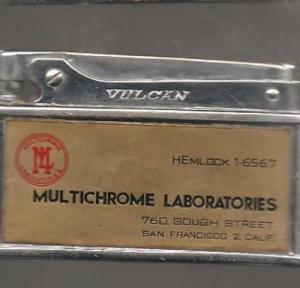 VULCAN
HEMLOCK 1-6567
M
MULTICHROME LABORATORIES
760 GOUGH STREET
SAN FRANCISCO 2, CALIF.